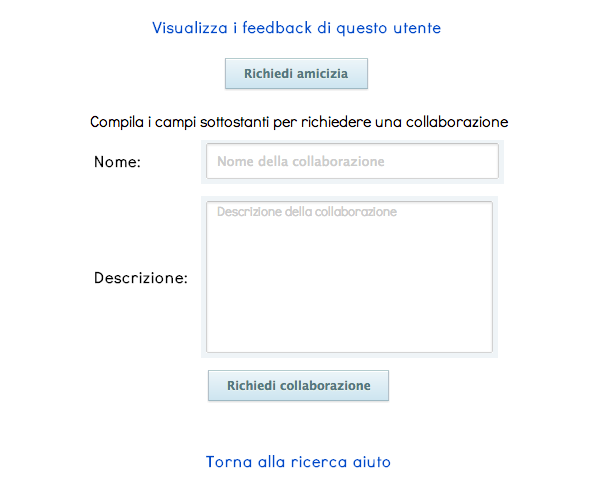 Visualizza i feedback di questo utente
Richiedi amicizia
Compila i campi sottostanti per richiedere una collaborazione
Nome:
Nome della collaborazione
Descrizione della collaborazione
Descrizione:
Richiedi collaborazione
Torna alla ricerca aiuto